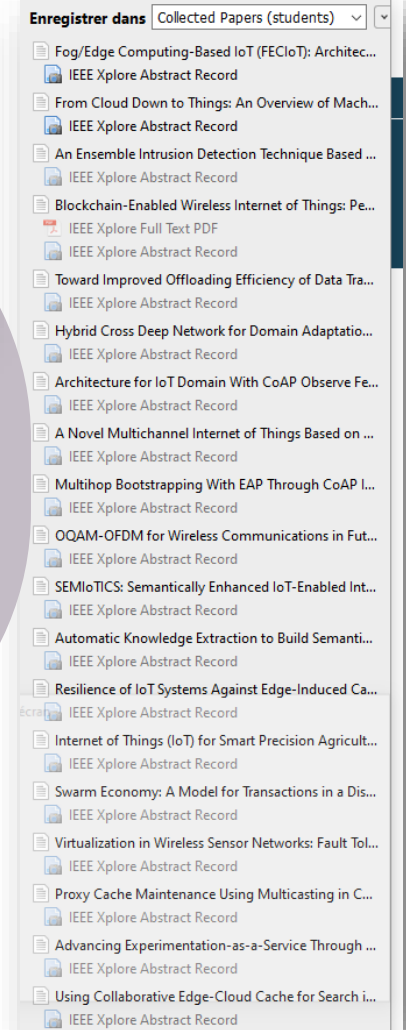 Enregistrer dans Collected Papers (students)
Fog/Edge Computing-Based IoT (FECIoT): Architec...
IEEE Xplore Abstract Record
From Cloud Down to Things: An Overview of Mach...
IEEE Xplore Abstract Record
An Ensemble Intrusion Detection Technique Based ...
IEEE Xplore Abstract Record
Blockchain-Enabled Wireless Internet of Things: Pe...
IEEE Xplore Full Text PDF
IEEE Xplore Abstract Record
Toward Improved Offloading Efficiency of Data Tra...
IEEE Xplore Abstract Record
Hybrid Cross Deep Network for Domain Adaptatio...
IEEE Xplore Abstract Record
Architecture for IoT Domain With CoAP Observe Fe...
IEEE Xplore Abstract Record
A Novel Multichannel Internet of Things Based on ...
IEEE Xplore Abstract Record
Multihop Bootstrapping With EAP Through CoAP I...
IEEE Xplore Abstract Record
OQAM-OFDM for Wireless Communications in Fut...
IEEE Xplore Abstract Record
SEMIoTICS: Semantically Enhanced IoT-Enabled Int...
IEEE Xplore Abstract Record
Automatic Knowledge Extraction to Build Semanti...
IEEE Xplore Abstract Record
Resilience of IoT Systems Against Edge-Induced Ca...
IEEE Xplore Abstract Record
Internet of Things (IoT) for Smart Precision Agricult...
IEEE Xplore Abstract Record
Swarm Economy: A Model for Transactions in a Dis...
IEEE Xplore Abstract Record
Virtualization in Wireless Sensor Networks: Fault Tol...
IEEE Xplore Abstract Record
Proxy Cache Maintenance Using Multicasting in C...
IEEE Xplore Abstract Record
Advancing Experimentation-as-a-Service Through ...
IEEE Xplore Abstract Record
Using Collaborative Edge-Cloud Cache for Search i...
IEEE Xplore Abstract Record